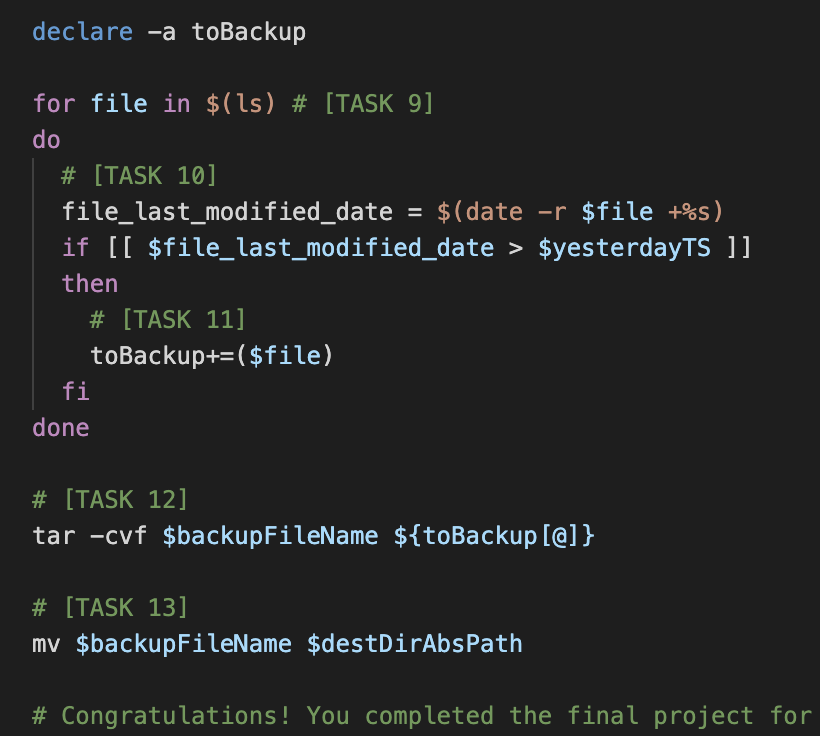 declare -a toBackup
for file in $(ls) # [TASK 9]
do
# [TASK 10]
file_last_modified_date = $(date -r $file +%s)
if [[ $file_last_modified_date > $yesterdayTS ]]
then
# [TASK 11]
toBackup+=($file)
fi
done
# [TASK 12]
tar -cvf $backupFileName ${toBackup[@]}
# [TASK 13]
mv $backupFileName $destDirAbsPath
# Congratulations! You completed the final project for